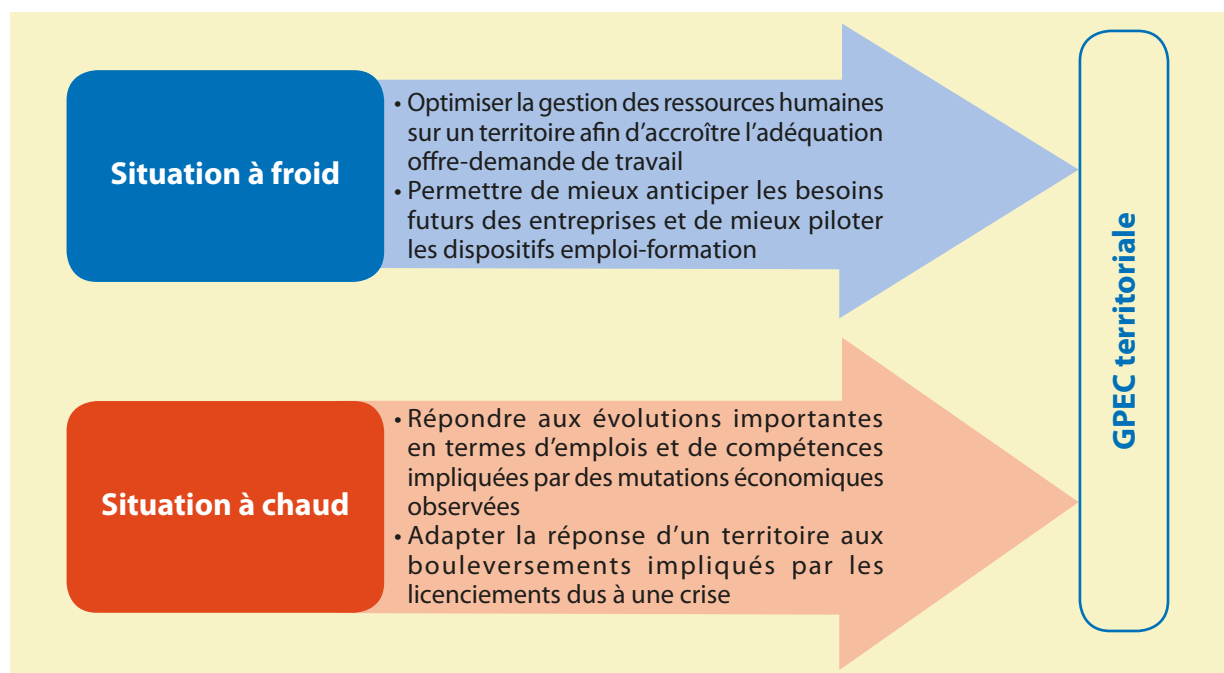 Situation à froid
• Optimiser la gestion des ressources humaines
sur un territoire afin d'accroître l'adéquation
offre-demande de travail
• Permettre de mieux anticiper les besoins
futurs des entreprises et de mieux piloter
les dispositifs emploi-formation
Situation à chaud
• Répondre aux évolutions importantes
en termes d'emplois et de compétences
impliquées par des mutations économiques
observées
• Adapter la réponse d'un territoire aux
bouleversements impliqués par les
licenciements dus à une crise
GPEC territoriale